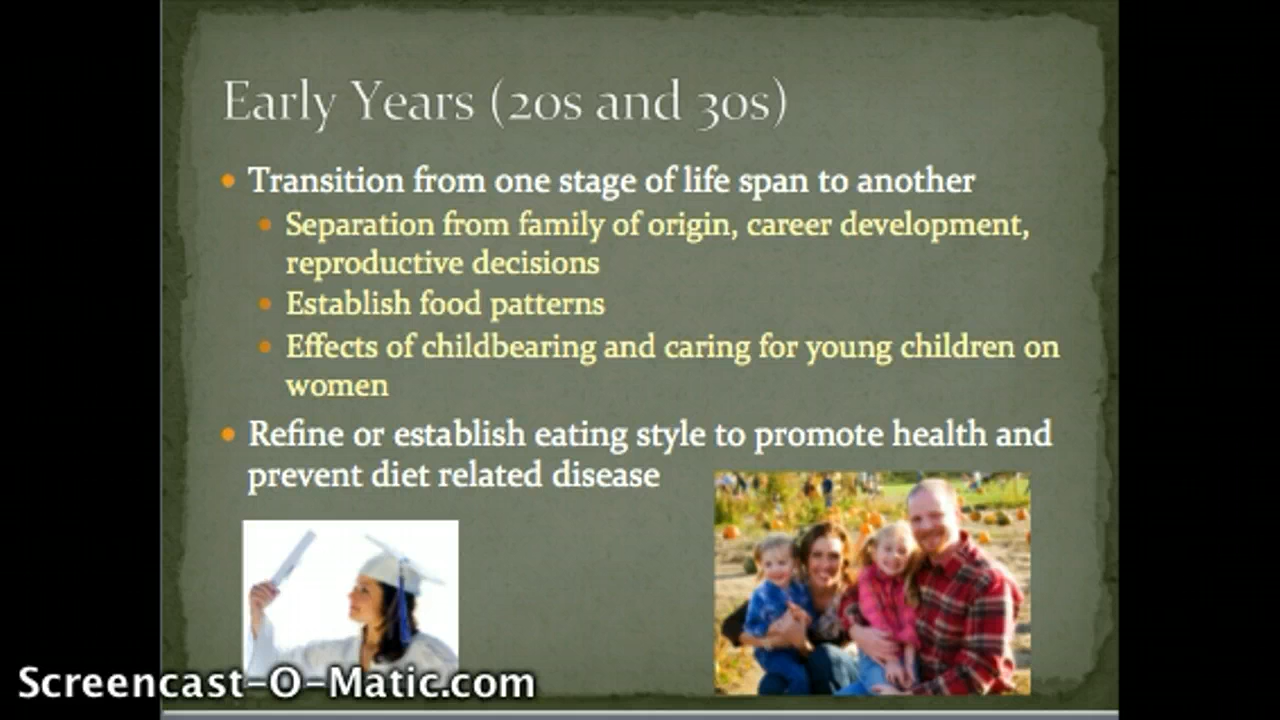 Early Years (20s and 30s)
Transition from one stage of life span to another
Separation from family of origin, career development,
reproductive decisions
Establish food patterns
Effects of childbearing and caring for young children on
women
Refine or establish eating style to promote health and
prevent diet related disease
Screencast-O-Matic.com